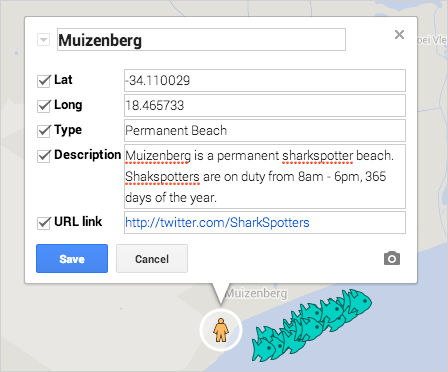 Muizenberg
Lat
-34.110029
Long
18.465733
Type
Permanent Beach
Description
Muizenberg is a permanent sharkspotter beach.
Shakspotters are on duty from 8am - 6pm, 365
days of the year.
URL link
http://twitter.com/SharkSpotters
Save
Cancel
Muizenberg